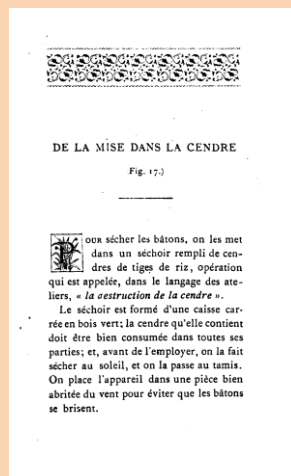 DE LA MISE DANS LA CENDRE
Fig. 17.)
POUR sécher les bâtons, on les met
dans un séchoir rempli de cen-
dres de tiges de riz, opération
qui est appelée, dans le langage des ate-
liers, « la cestruction de la cendre ».
Le séchoir est formé d'une caisse car-
rée en bois vert; la cendre qu'elle contient
doit être bien consumée dans toutes ses
parties; et, avant de l'employer, on la fait
sécher au soleil, et on la passe au tamis.
On place l'appareil dans une pièce bien
abritée du vent pour éviter que les bâtons
se brisent.